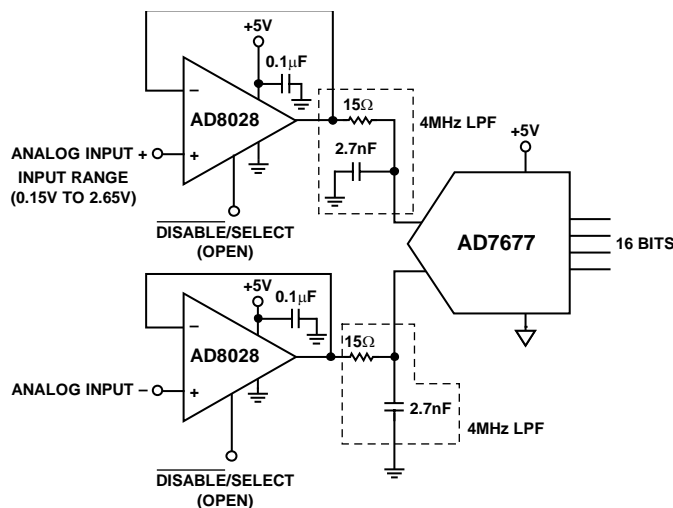 +5V
0.1μF
−
AD8028
+
15Ω
4MHz LPF
2.7nF
ANALOG INPUT +
INPUT RANGE
(0.15V TO 2.65V)
DISABLE/SELECT
(OPEN)
+5V
AD7677
16 BITS
+5V
0.1μF
−
AD8028
+
15Ω
ANALOG INPUT −
2.7nF
4MHz LPF
DISABLE/SELECT
(OPEN)